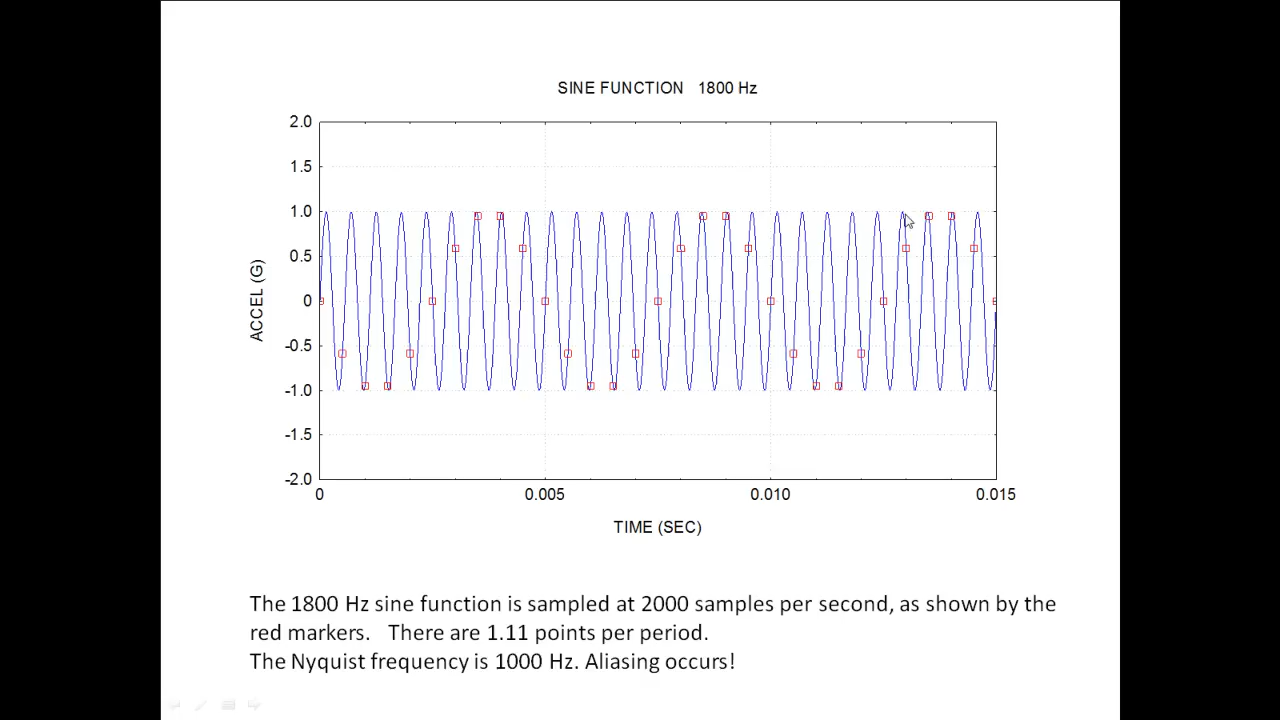 SINE FUNCTION 1800 Hz
2.0
1.5
1.0
0.5
0
-0.5
-1.0
-1.5
-2.0
ACCEL (G)
0 0.005 0.010 0.015
TIME (SEC)
The 1800 Hz sine function is sampled at 2000 samples per second, as shown by the
red markers. There are 1.11 points per period.
The Nyquist frequency is 1000 Hz. Aliasing occurs!